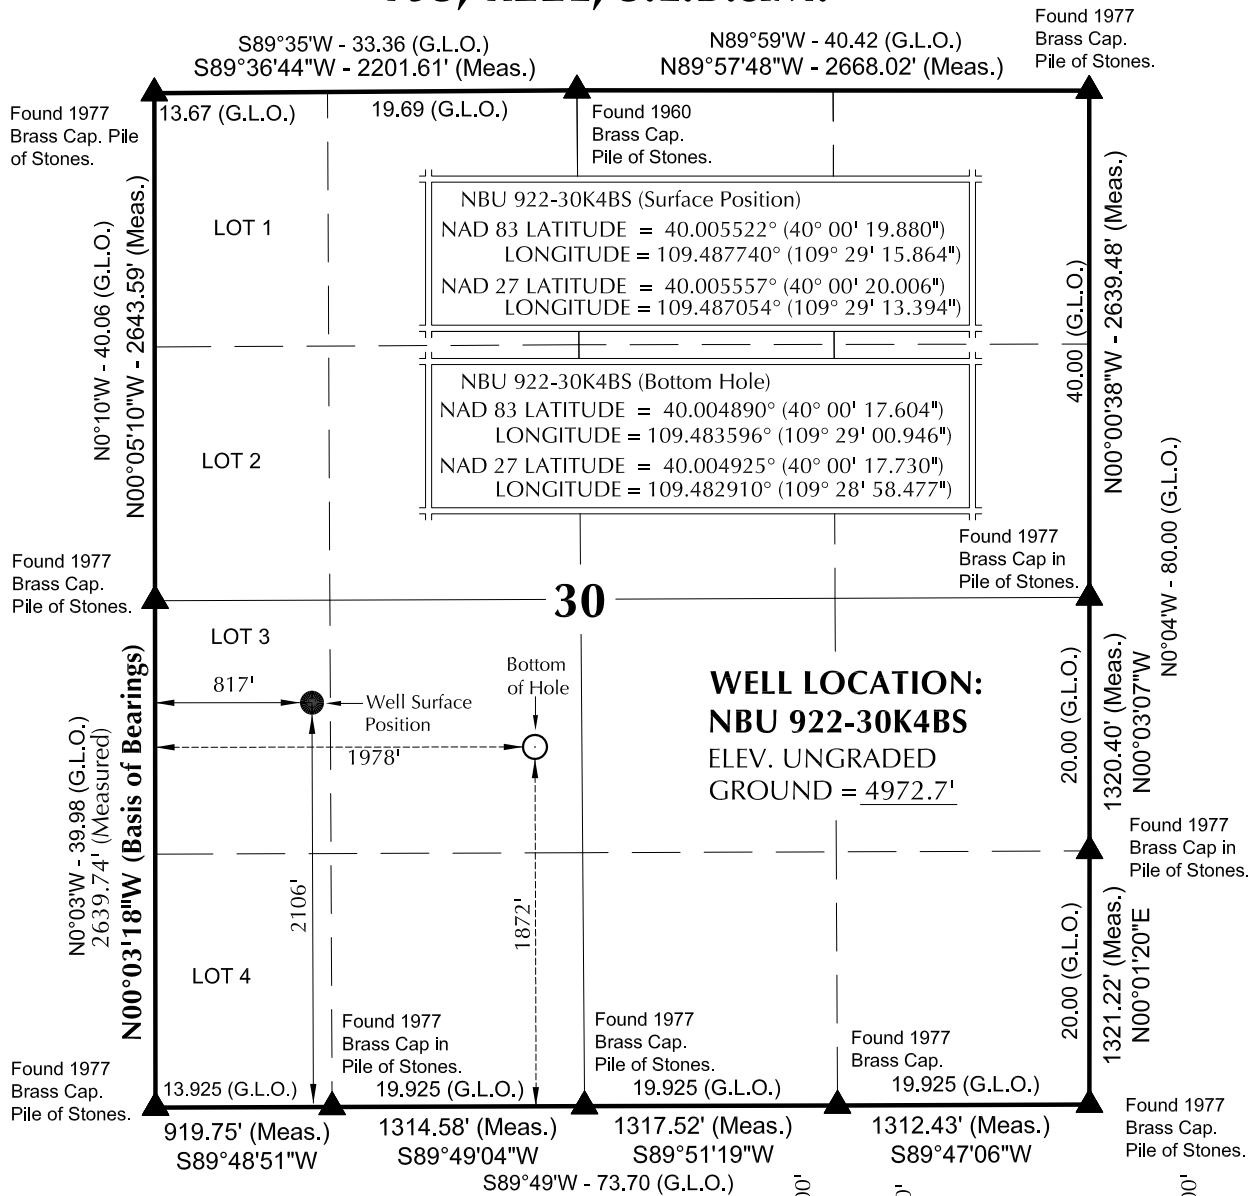 Found 1977
Brass Cap.
Pile of Stones.
S89°35'W - 33.36 (G.L.O.)
S89°36'44"W - 2201.61' (Meas.)
N89°59'W - 40.42 (G.L.O.)
N89°57'48"W - 2668.02' (Meas.)
Found 1977
Brass Cap. Pile
of Stones.
13.67 (G.L.O.)
19.69 (G.L.O.)
Found 1960
Brass Cap.
Pile of Stones.
LOT 1
NBU 922-30K4BS (Surface Position)
NAD 83 LATITUDE = 40.005522° (40° 00' 19.880")
LONGITUDE = 109.487740° (109° 29' 15.864")
NAD 27 LATITUDE = 40.005557° (40° 00' 20.006")
LONGITUDE = 109.487054° (109° 29' 13.394")
N0°10'W - 40.06 (G.L.O.)
N00°05'10"W - 2643.59' (Meas.)
40.00 (G.L.O.)
N00°00'38"W - 2639.48' (Meas.)
N0°04'W - 80.00 (G.L.O.)
NBU 922-30K4BS (Bottom Hole)
NAD 83 LATITUDE = 40.004890° (40° 00' 17.604")
LONGITUDE = 109.483596° (109° 29' 00.946")
NAD 27 LATITUDE = 40.004925° (40° 00' 17.730")
LONGITUDE = 109.482910° (109° 28' 58.477")
LOT 2
Found 1977
Brass Cap.
Pile of Stones.
Found 1977
Brass Cap in
Pile of Stones.
30
LOT 3
817'
Well Surface
Position
Bottom
of Hole
1978'
WELL LOCATION:
NBU 922-30K4BS
ELEV. UNGRADED
GROUND = 4972.7'
N0°03'W - 39.98 (G.L.O.)
2639.74' (Measured)
N00°03'18"W (Basis of Bearings)
20.00 (G.L.O.)
1320.40' (Meas.)
N00°03'07"W
Found 1977
Brass Cap in
Pile of Stones.
2106'
1872'
LOT 4
20.00 (G.L.O.)
1321.22' (Meas.)
N00°01'20"E
Found 1977
Brass Cap.
Pile of Stones.
Found 1977
Brass Cap in
Pile of Stones.
Found 1977
Brass Cap.
Pile of Stones.
Found 1977
Brass Cap.
Found 1977
Brass Cap.
Pile of Stones.
13.925 (G.L.O.)
19.925 (G.L.O.)
19.925 (G.L.O.)
19.925 (G.L.O.)
919.75' (Meas.)
S89°48'51"W
1314.58' (Meas.)
S89°49'04"W
1317.52' (Meas.)
S89°51'19"W
1312.43' (Meas.)
S89°47'06"W
S89°49'W - 73.70 (G.L.O.)